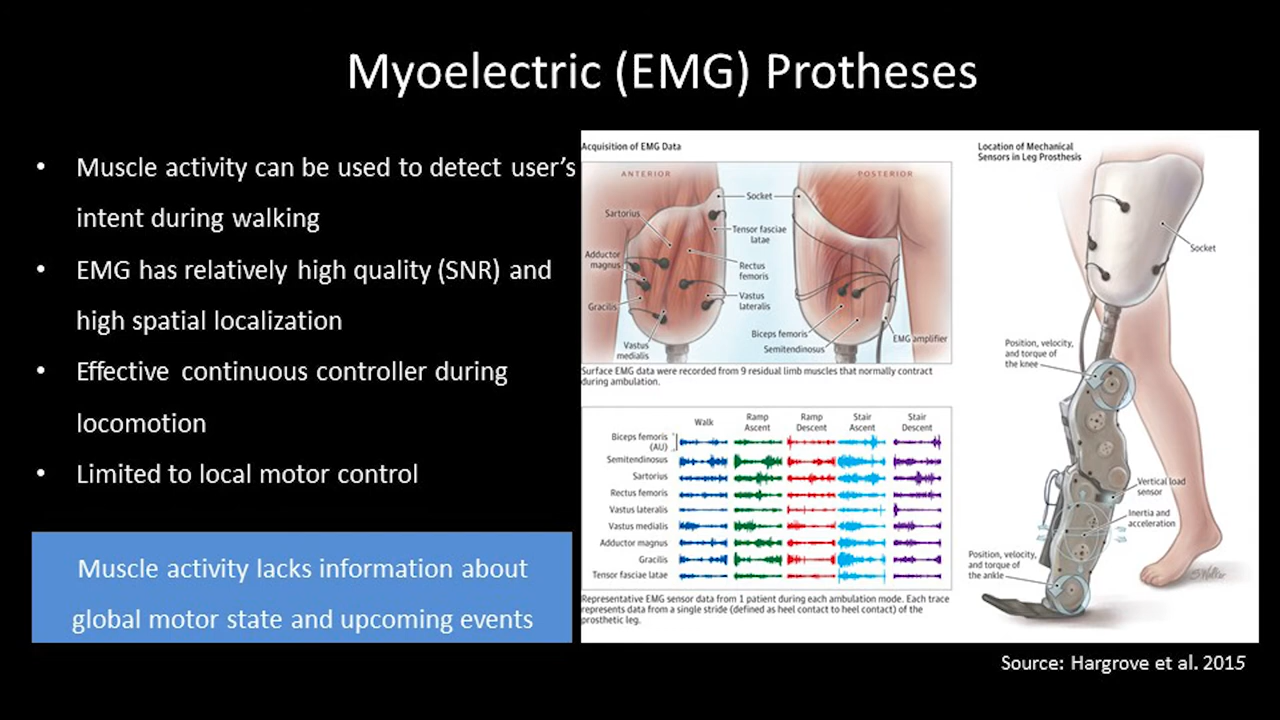 Myoelectric (EMG) Protheses
• Muscle activity can be used to detect user's
intent during walking
• EMG has relatively high quality (SNR) and
high spatial localization
• Effective continuous controller during
locomotion
• Limited to local motor control
Muscle activity lacks information about
global motor state and upcoming events
Acquisition of EMG Data
ANTERIOR
POSTERIOR
Socket
Sartorius
Tensor fasciae
latae
Adductor
magnus
Rectus
femoris
Gracilis
Vastus
lateralis
Vastus
medialis
Biceps femoris
Semitendinosus
EMG amplifier
Surface EMG data were recorded from 9 residual limb muscles that normally contract
during ambulation.
Walk
Ramp
Ascent
Ramp
Descent
Stair
Ascent
Stair
Descent
Biceps femoris
(AU)
Semitendinosus
Sartorius
Rectus femoris
Vastus lateralis
Vastus medialis
Adductor magnus
Gracilis
Tensor fasciae latae
Representative EMG sensor data from 1 patient during each ambulation mode. Each trace
represents data from a single stride (defined as heel contact to heel contact) of the
prosthetic leg.
Location of Mechanical
Sensors in Leg Prosthesis
Socket
Position, velocity,
and torque of
the knee
Vertical load
sensor
Inertia and
acceleration
Position, velocity,
and torque of
the ankle
Source: Hargrove et al. 2015